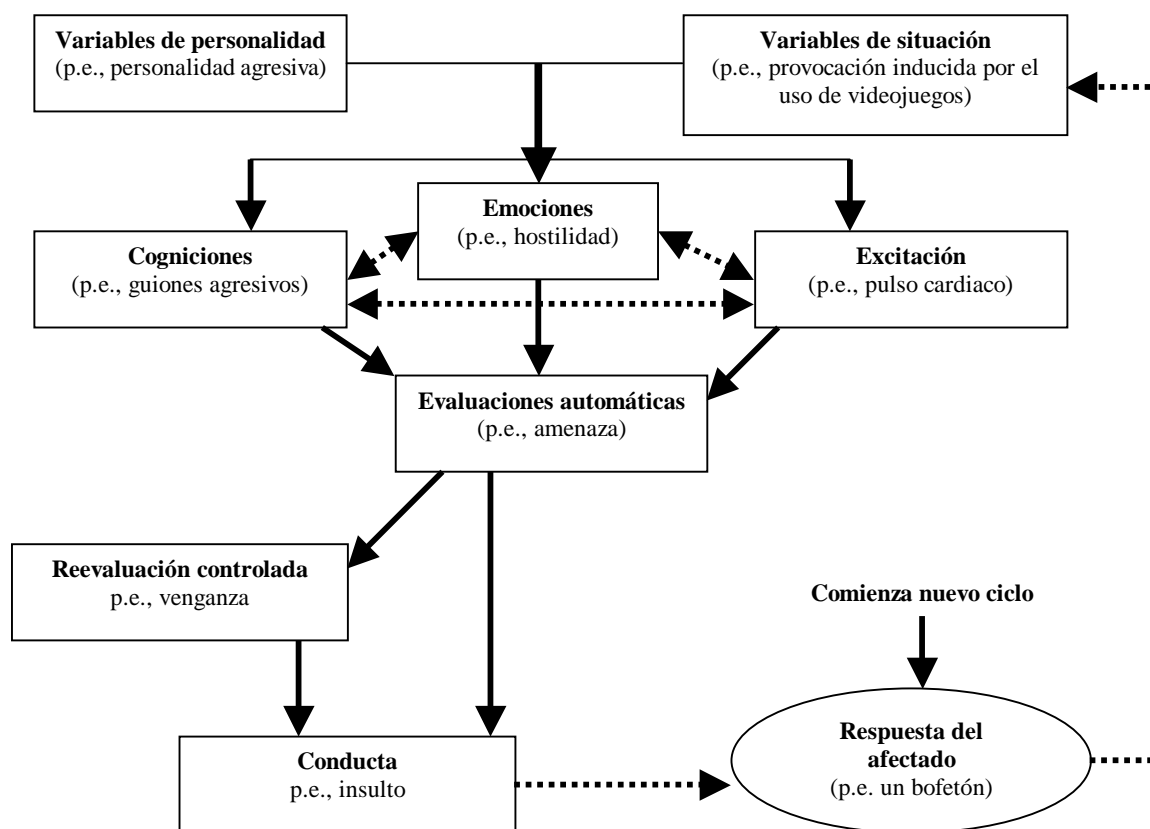 Variables de personalidad
(p.e., personalidad agresiva)
Variables de situación
(p.e., provocación inducida por el
uso de videojuegos)
Emociones
(p.e., hostilidad)
Cogniciones
(p.e., guiones agresivos)
Excitación
(p.e., pulso cardiaco)
Evaluaciones automáticas
(p.e., amenaza)
Reevaluación controlada
p.e., venganza
Comienza nuevo ciclo
Conducta
p.e., insulto
Respuesta del
afectado
(p.e. un bofetón)